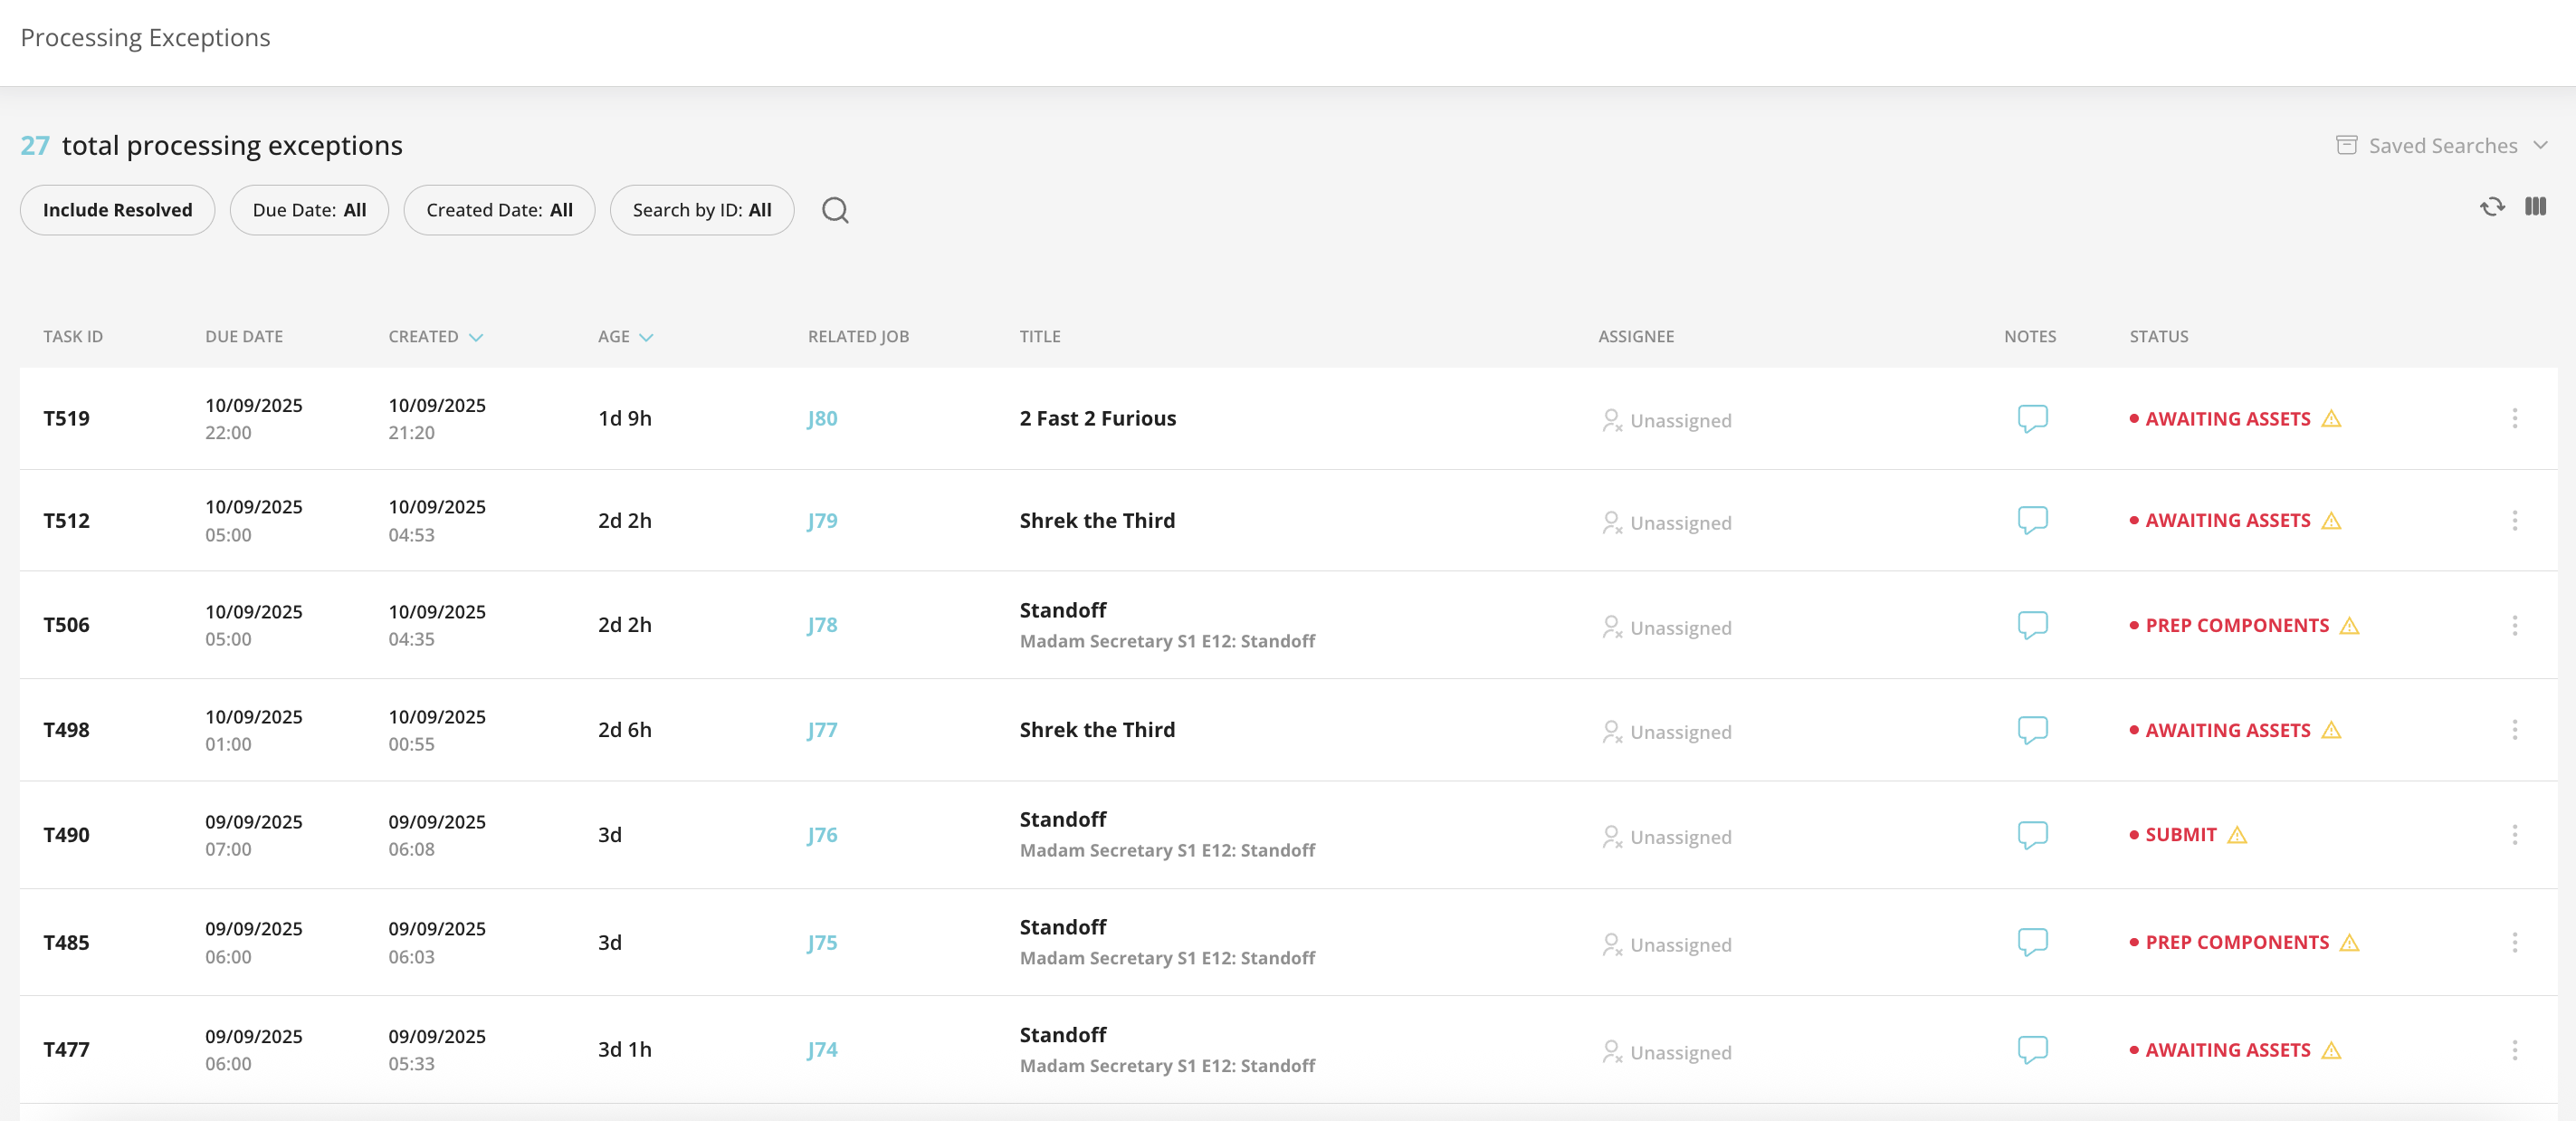 Processing Exceptions
27 total processing exceptions
Saved Searches
Include Resolved
Due Date: All
Created Date: All
Search by ID: All
TASK ID DUE DATE CREATED AGE RELATED JOB TITLE ASSIGNEE NOTES STATUS
T519 10/09/2025 22:00 10/09/2025 21:20 1d 9h J80 2 Fast 2 Furious Unassigned AWAITING ASSETS
T512 10/09/2025 05:00 10/09/2025 04:53 2d 2h J79 Shrek the Third Unassigned AWAITING ASSETS
T506 10/09/2025 05:00 10/09/2025 04:35 2d 2h J78 Standoff Madam Secretary S1 E12: Standoff Unassigned PREP COMPONENTS
T498 10/09/2025 01:00 10/09/2025 00:55 2d 6h J77 Shrek the Third Unassigned AWAITING ASSETS
T490 09/09/2025 07:00 09/09/2025 06:08 3d J76 Standoff Madam Secretary S1 E12: Standoff Unassigned SUBMIT
T485 09/09/2025 06:00 09/09/2025 06:03 3d J75 Standoff Madam Secretary S1 E12: Standoff Unassigned PREP COMPONENTS
T477 09/09/2025 06:00 09/09/2025 05:33 3d 1h J74 Standoff Madam Secretary S1 E12: Standoff Unassigned AWAITING ASSETS